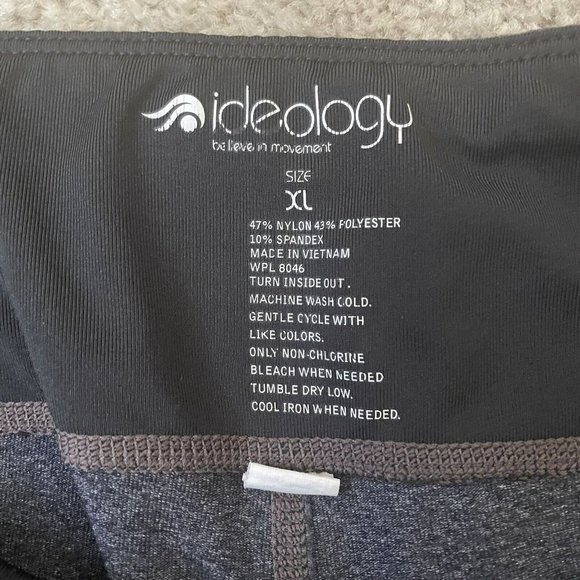 ideology
believe in movement
SIZE
XL
47% NYLON 43% POLYESTER
10% SPANDEX
MADE IN VIETNAM
WPL 8046
TURN INSIDE OUT.
MACHINE WASH COLD.
GENTLE CYCLE WITH
LIKE COLORS.
ONLY NON-CHLORINE
BLEACH WHEN NEEDED
TUMBLE DRY LOW.
COOL IRON WHEN NEEDED.